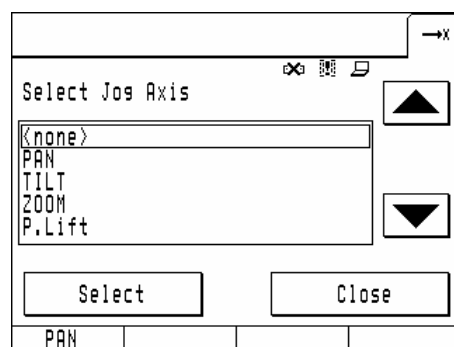 →X
Select Jog Axis
<none>
PAN
TILT
ZOOM
P.Lift
Select
Close
PAN